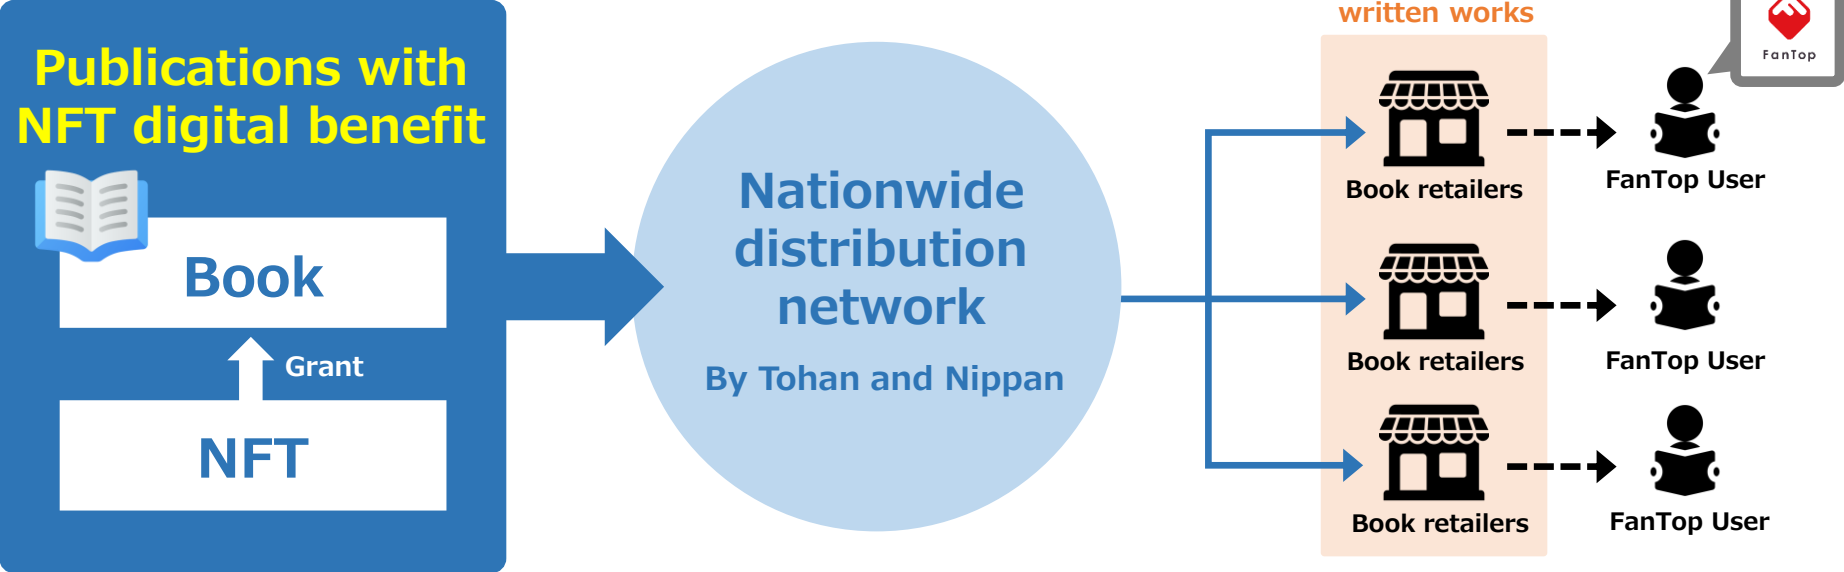 Publications with
NFT digital benefit
Book
Grant
NFT
Nationwide
distribution
network
By Tohan and Nippan
written works
Book retailers
Book retailers
Book retailers
FanTop
FanTop User
FanTop User
FanTop User